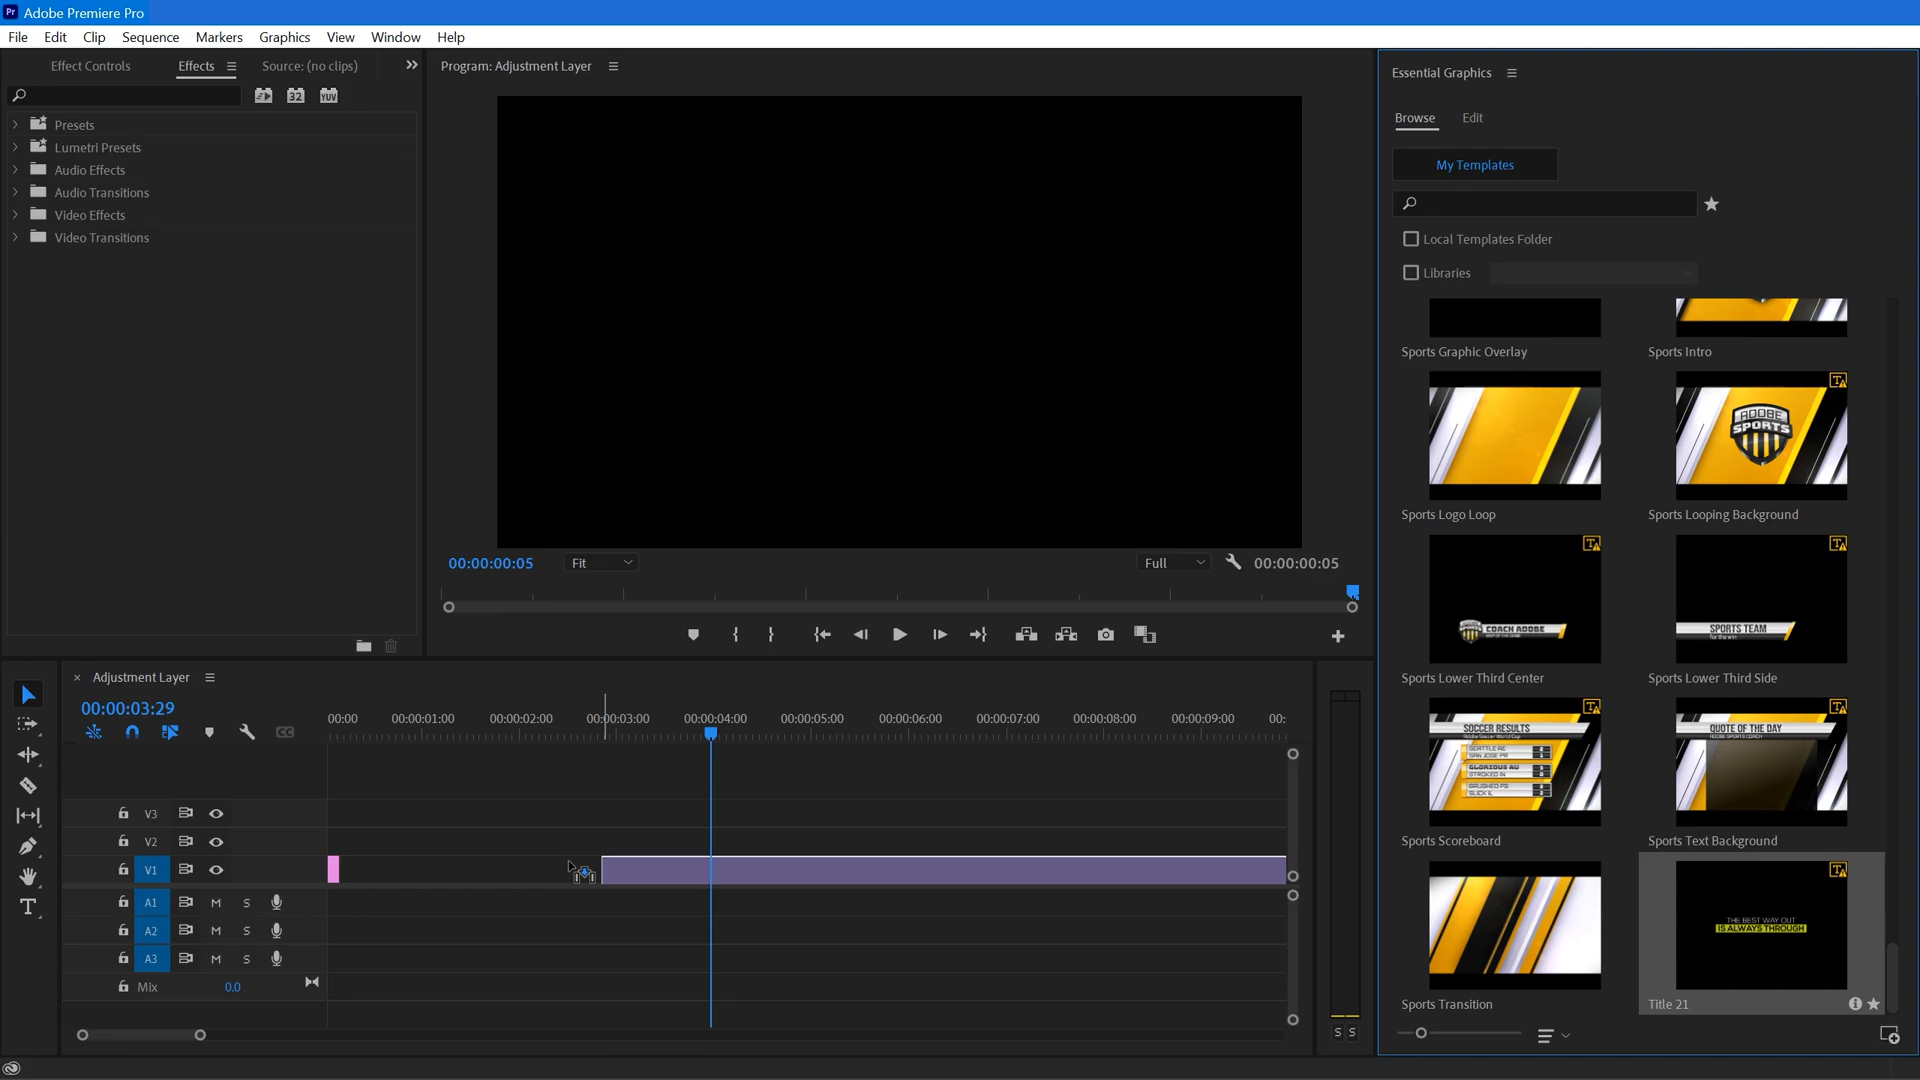 Pr Adobe Premiere Pro
File Edit Clip Sequence Markers Graphics View Window Help
Effect Controls Effects Source: (no clips)
32 YUV
Presets
Lumetri Presets
Audio Effects
Audio Transitions
Video Effects
Video Transitions
Program: Adjustment Layer
00:00:00:05 Fit Full 00:00:00:05
Essential Graphics
Browse Edit
My Templates
Local Templates Folder
Libraries
Sports Graphic Overlay Sports Intro
ADOBE
SPORTS
Sports Logo Loop Sports Looping Background
COACH ADOBE
SPORTS TEAM
Sports Lower Third Center Sports Lower Third Side
SOCCER RESULTS
QUOTE OF THE DAY
Sports Scoreboard Sports Text Background
THE BEST WAY OUT
IS ALWAYS THROUGH
Sports Transition Title 21
Adjustment Layer
00:00:03:29
00:00 00:00:01:00 00:00:02:00 00:00:03:00 00:00:04:00 00:00:05:00 00:00:06:00 00:00:07:00 00:00:08:00 00:00:09:00 00:
V3
V2
V1
A1 M S
A2 M S
A3 M S
Mix 0.0
S S